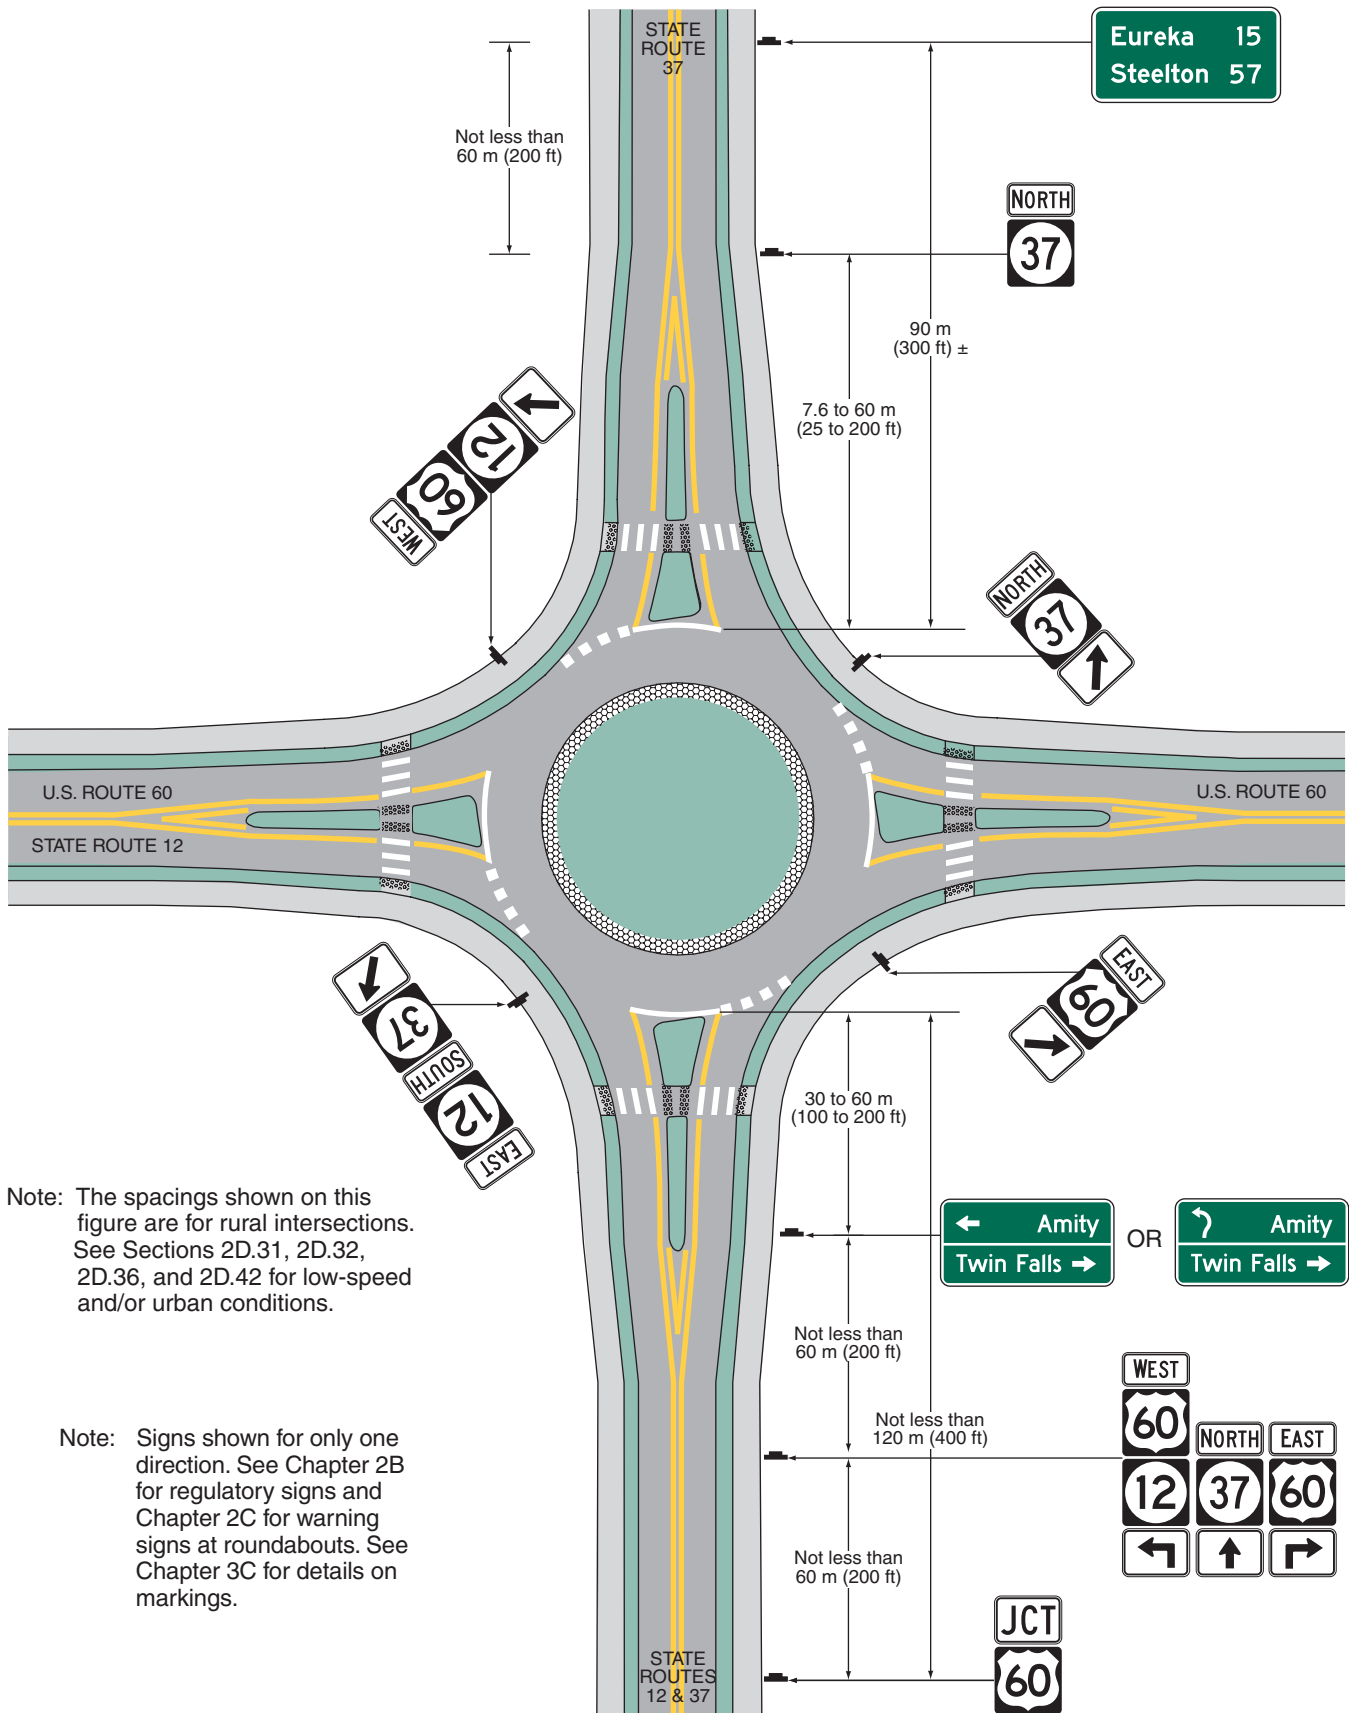 STATE
ROUTE
37
Eureka 15
Steelton 57
Not less than
60 m (200 ft)
NORTH
37
90 m
(300 ft) ±
7.6 to 60 m
(25 to 200 ft)
12
60
WEST
NORTH
37
U.S. ROUTE 60
STATE ROUTE 12
U.S. ROUTE 60
37
SOUTH
12
EAST
EAST
60
30 to 60 m
(100 to 200 ft)
Note: The spacings shown on this
figure are for rural intersections.
See Sections 2D.31, 2D.32,
2D.36, and 2D.42 for low-speed
and/or urban conditions.
Amity
Twin Falls
OR
Amity
Twin Falls
Not less than
60 m (200 ft)
Not less than
120 m (400 ft)
WEST
60
12
NORTH
37
EAST
60
Note: Signs shown for only one
direction. See Chapter 2B
for regulatory signs and
Chapter 2C for warning
signs at roundabouts. See
Chapter 3C for details on
markings.
Not less than
60 m (200 ft)
JCT
60
STATE
ROUTES
12 & 37